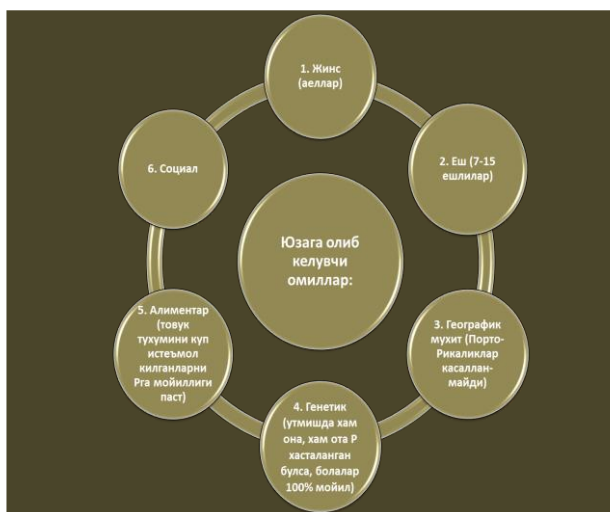 Юзага олиб
келувчи
омиллар:
1. Жинс
(аеллар)
2. Еш (7-15
ешлилар)
3. Географик
мухит (Порто-
Рикаликлар
касаллан-
майди)
4. Генетик
(утмишда хам
она, хам ота Р
хасталанган
булса, болалар
100% мойил)
5. Алиментар
(товук
тухумини куп
истеъмол
килганларни
Рга мойиллиги
паст)
6. Социал